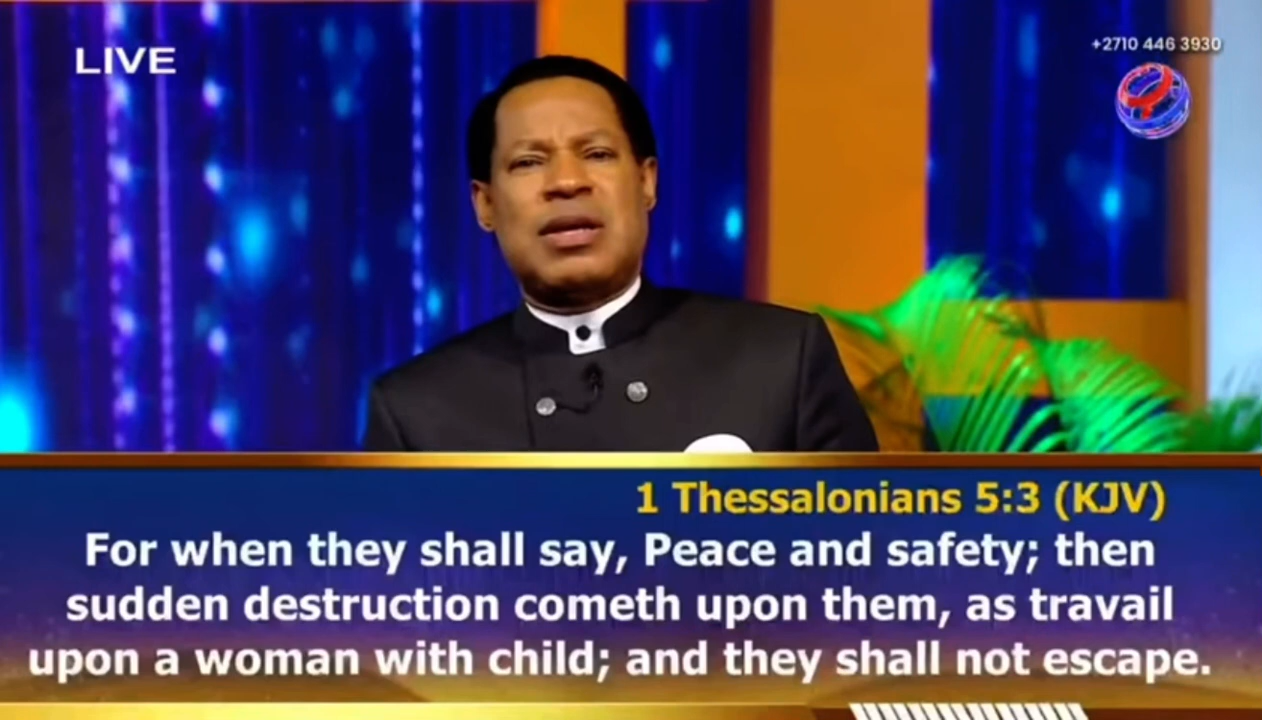 LIVE
+2710 446 3930
1 Thessalonians 5:3 (KJV)
For when they shall say, Peace and safety; then
sudden destruction cometh upon them, as travail
upon a woman with child; and they shall not escape.